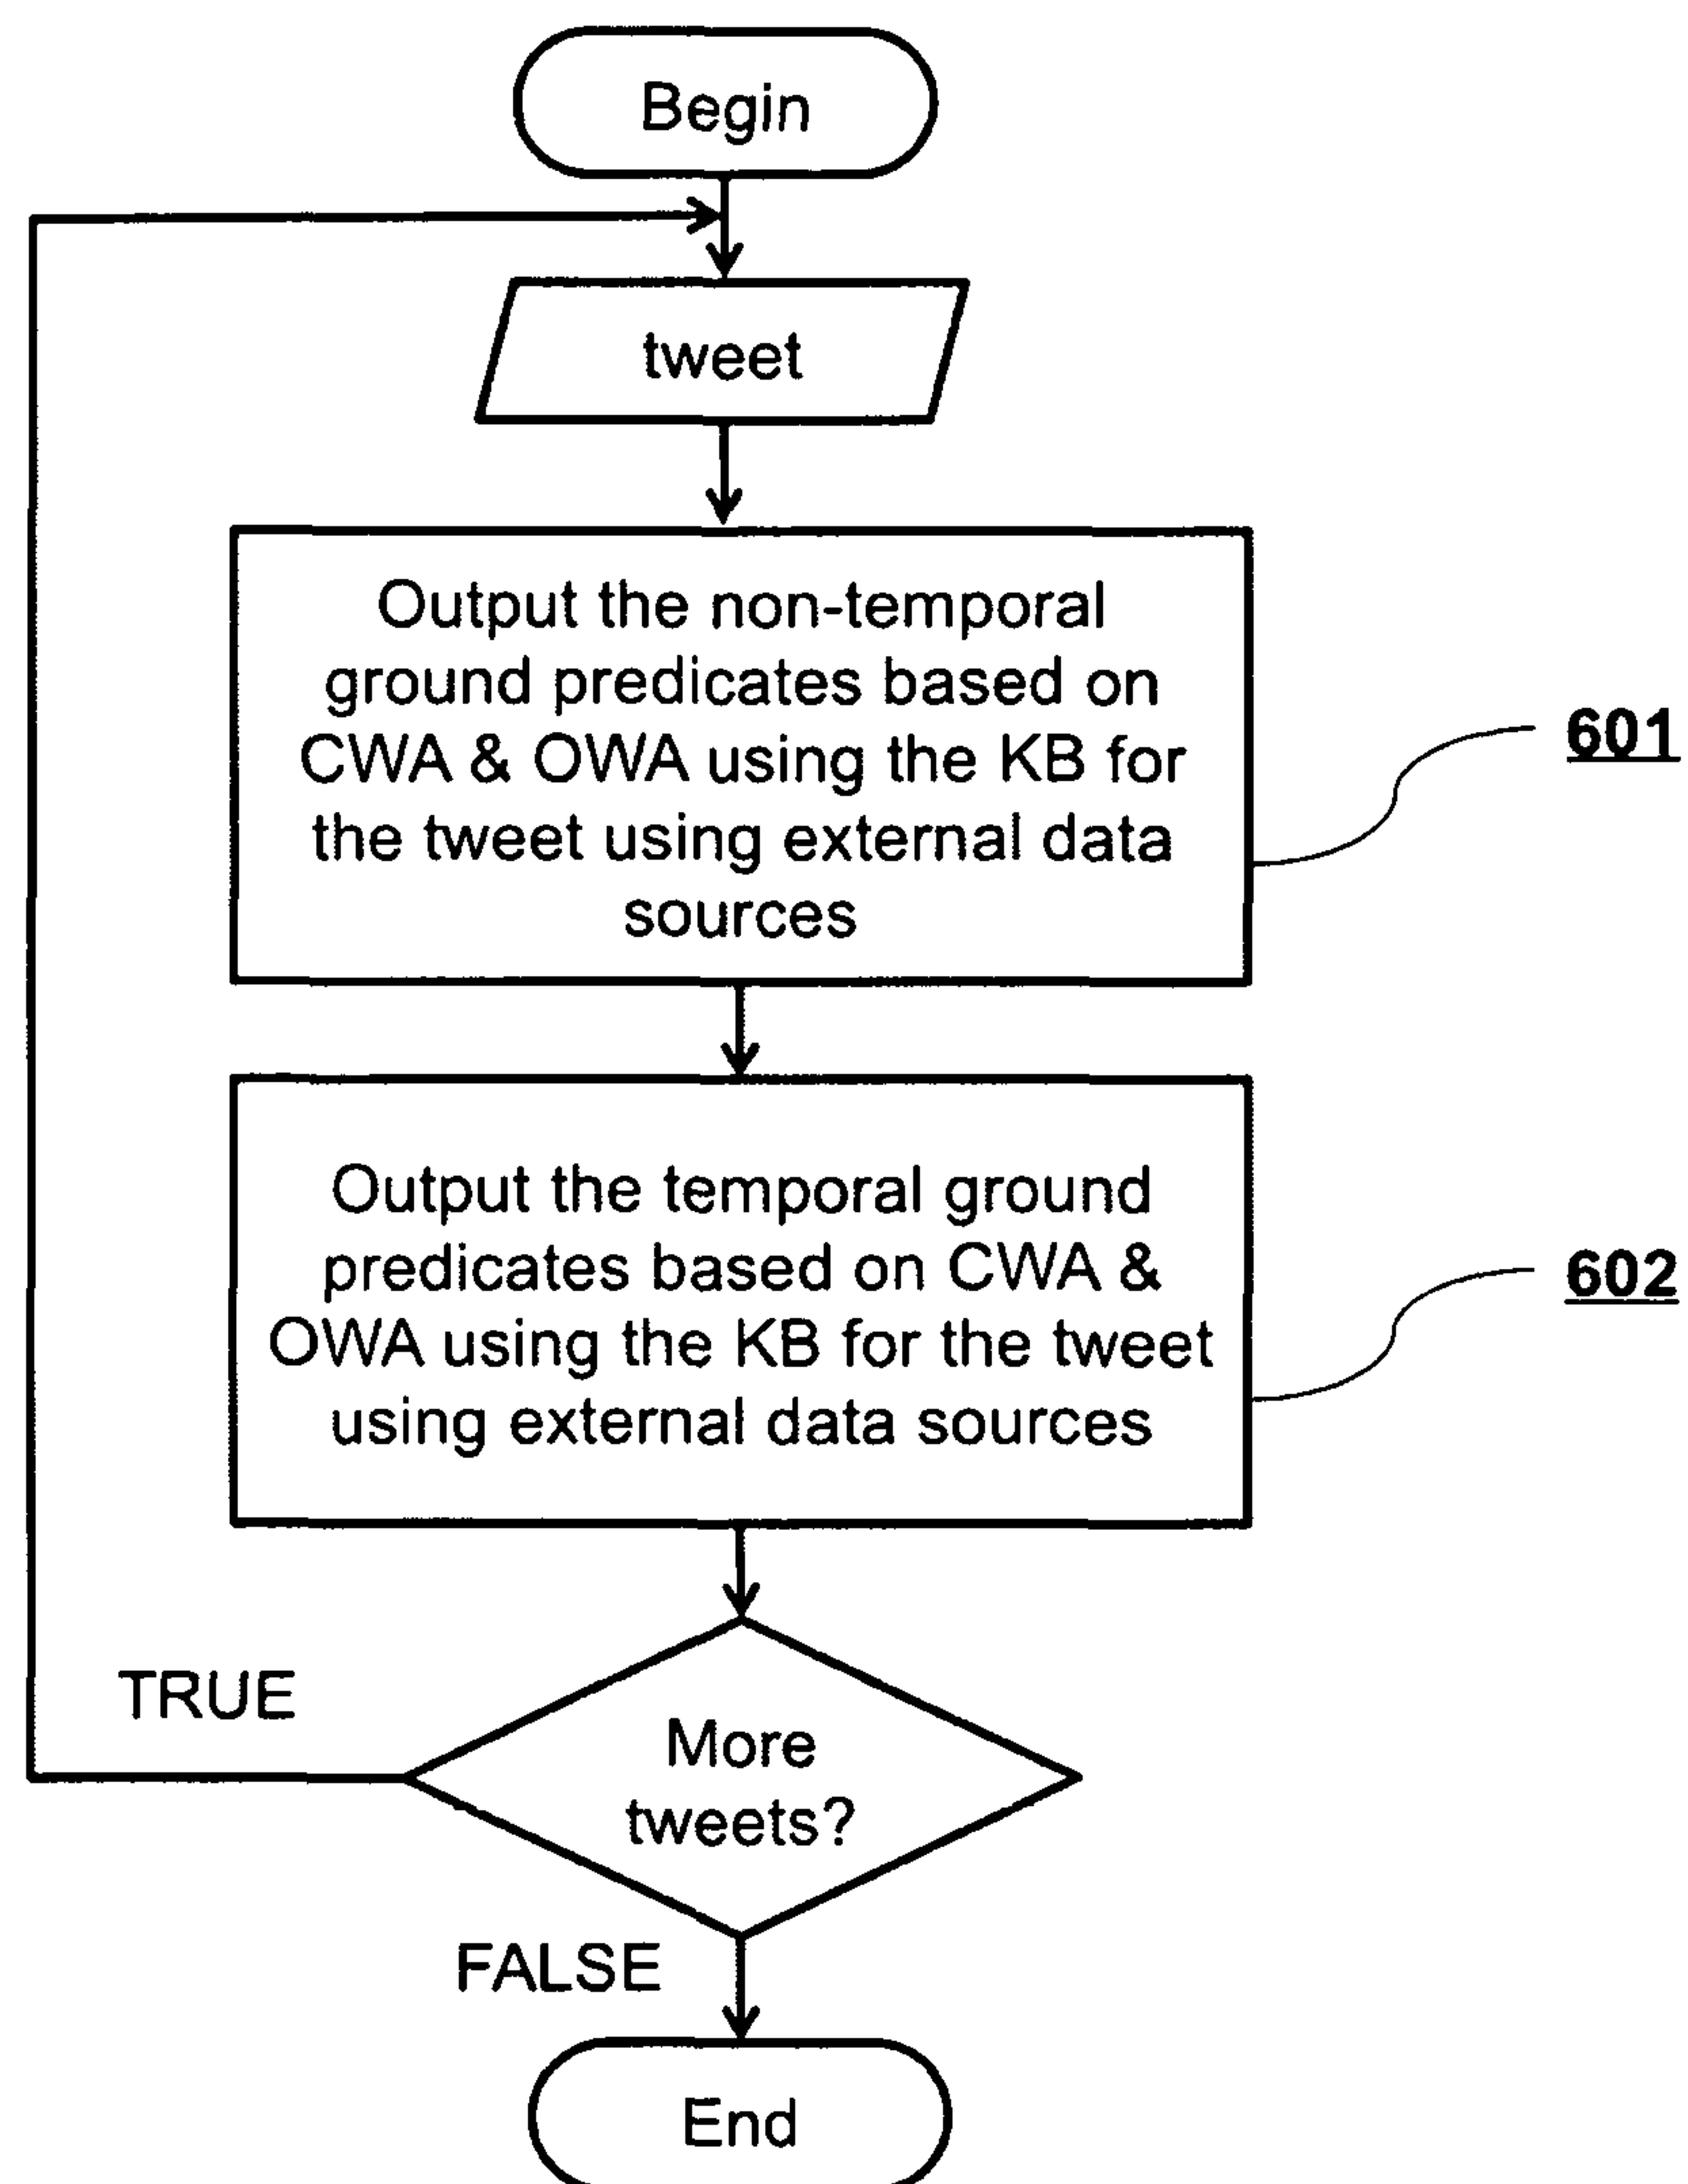 Begin
tweet
Output the non-temporal
ground predicates based on
CWA & OWA using the KB for
the tweet using external data
sources
601
Output the temporal ground
predicates based on CWA &
OWA using the KB for the tweet
using external data sources
602
TRUE
More
tweets?
FALSE
End